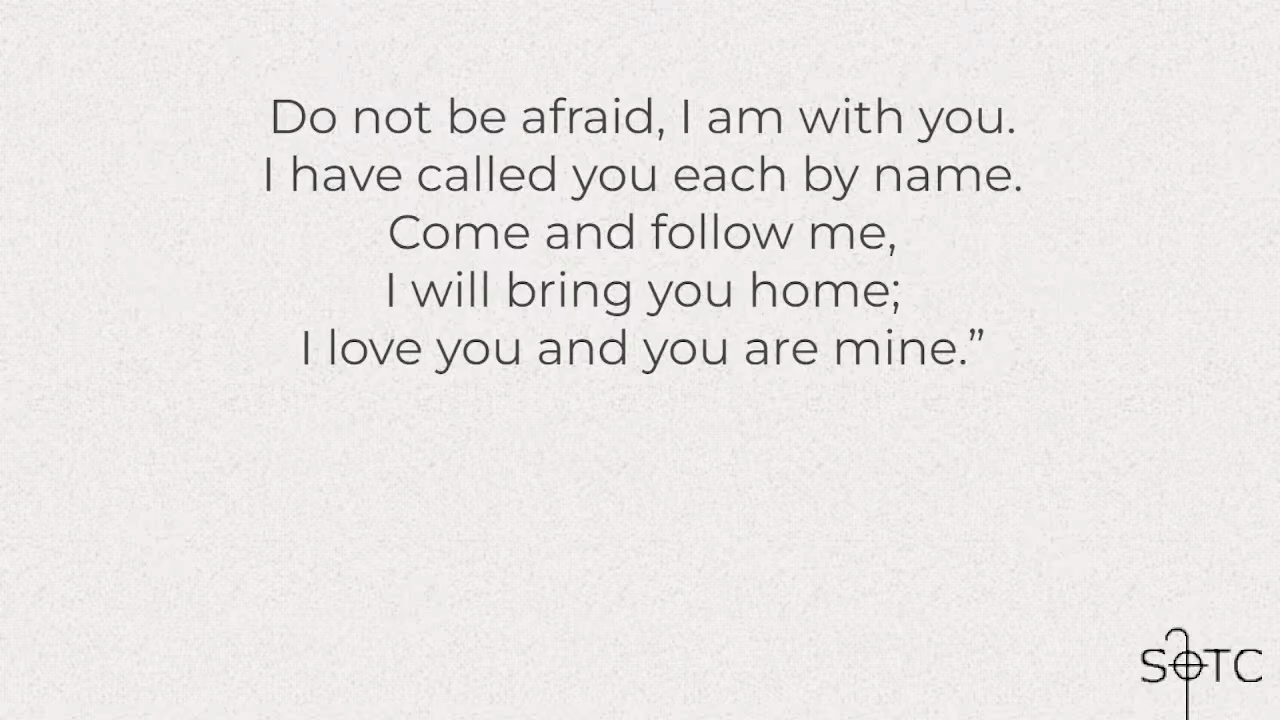 Do not be afraid, I am with you.
I have called you each by name.
Come and follow me,
I will bring you home;
I love you and you are mine.”
SOTC